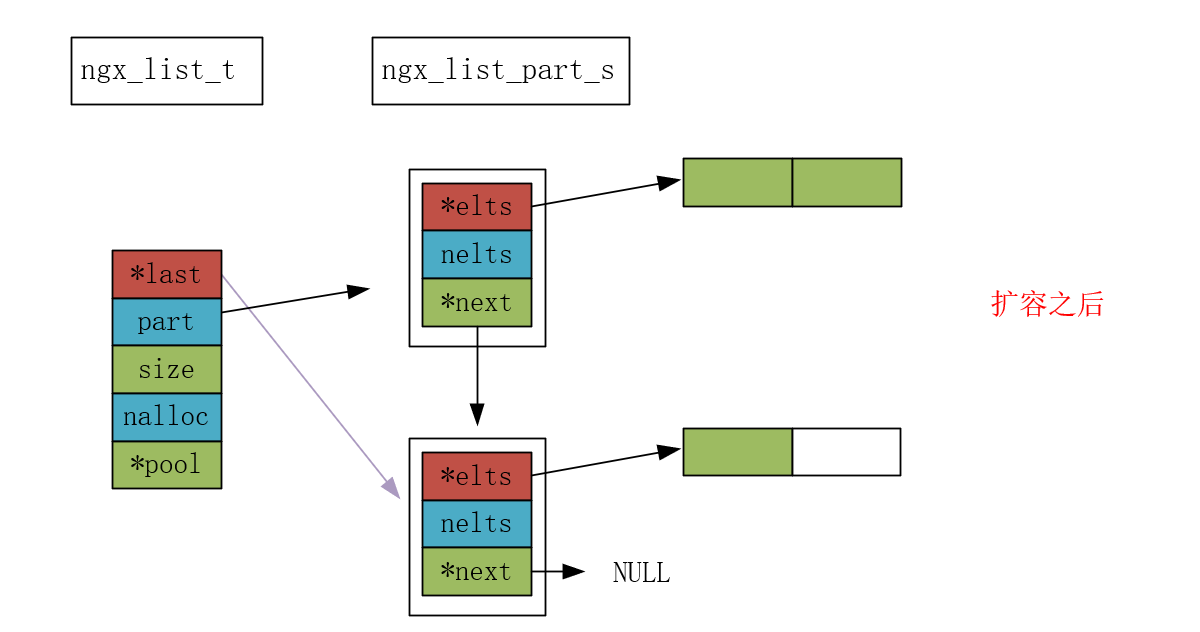 ngx_list_t
ngx_list_part_s
*last
part
size
nalloc
*pool
*elts
nelts
*next
扩容之后
*elts
nelts
*next
NULL